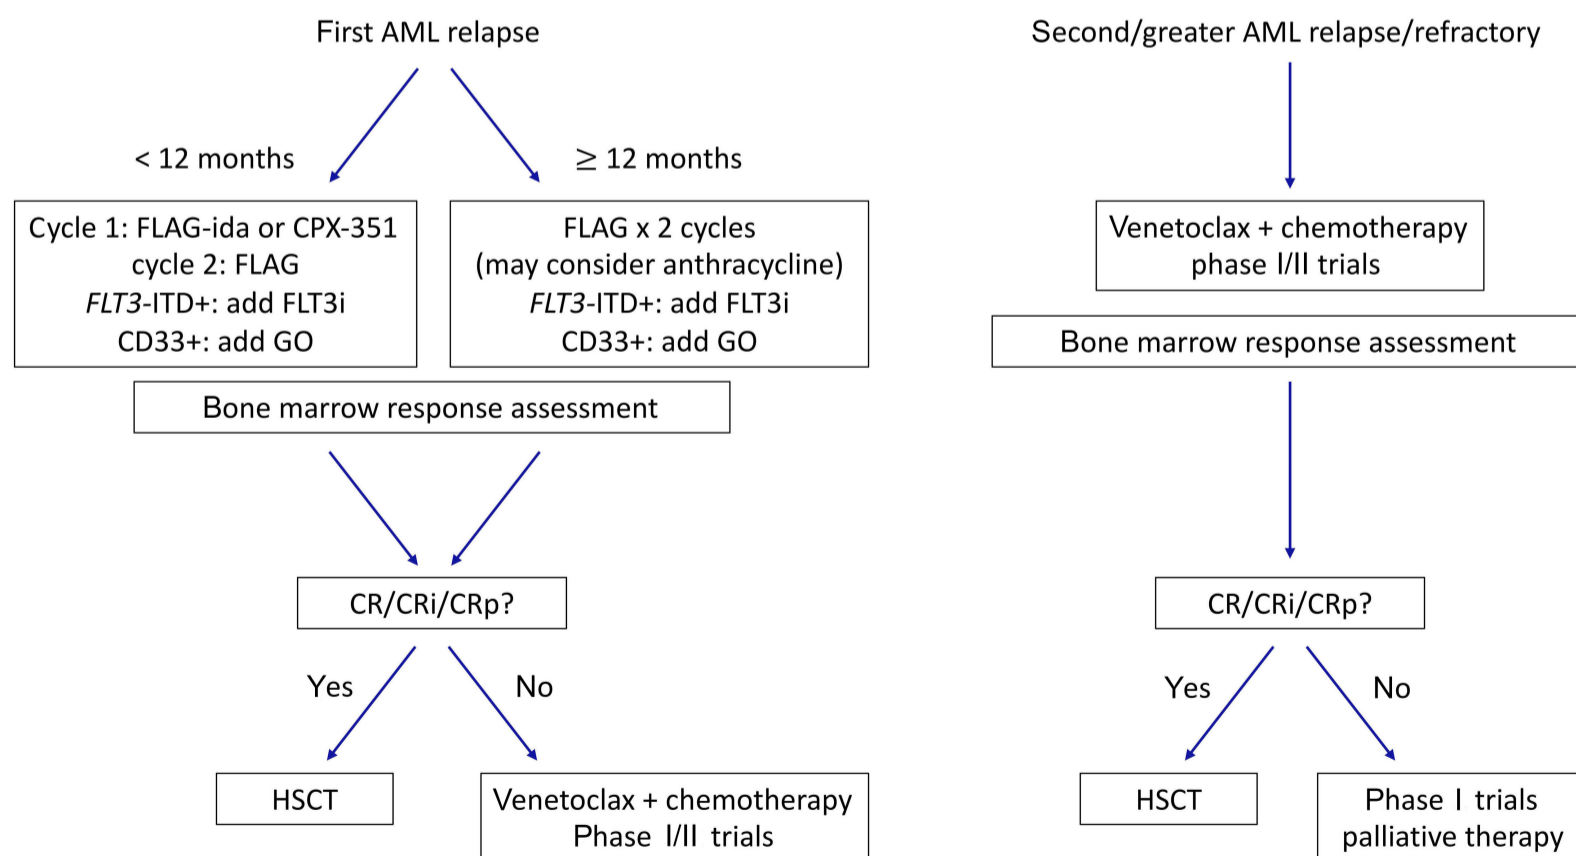 First AML relapse
< 12 months
≥ 12 months
Cycle 1: FLAG-ida or CPX-351
cycle 2: FLAG
FLT3-ITD+: add FLT3i
CD33+: add GO
FLAG x 2 cycles
(may consider anthracycline)
FLT3-ITD+: add FLT3i
CD33+: add GO
Bone marrow response assessment
CR/CRi/CRp?
Yes
No
HSCT
Venetoclax + chemotherapy
Phase I/II trials
Second/greater AML relapse/refractory
Venetoclax + chemotherapy
phase I/II trials
Bone marrow response assessment
CR/CRi/CRp?
Yes
No
HSCT
Phase I trials
palliative therapy